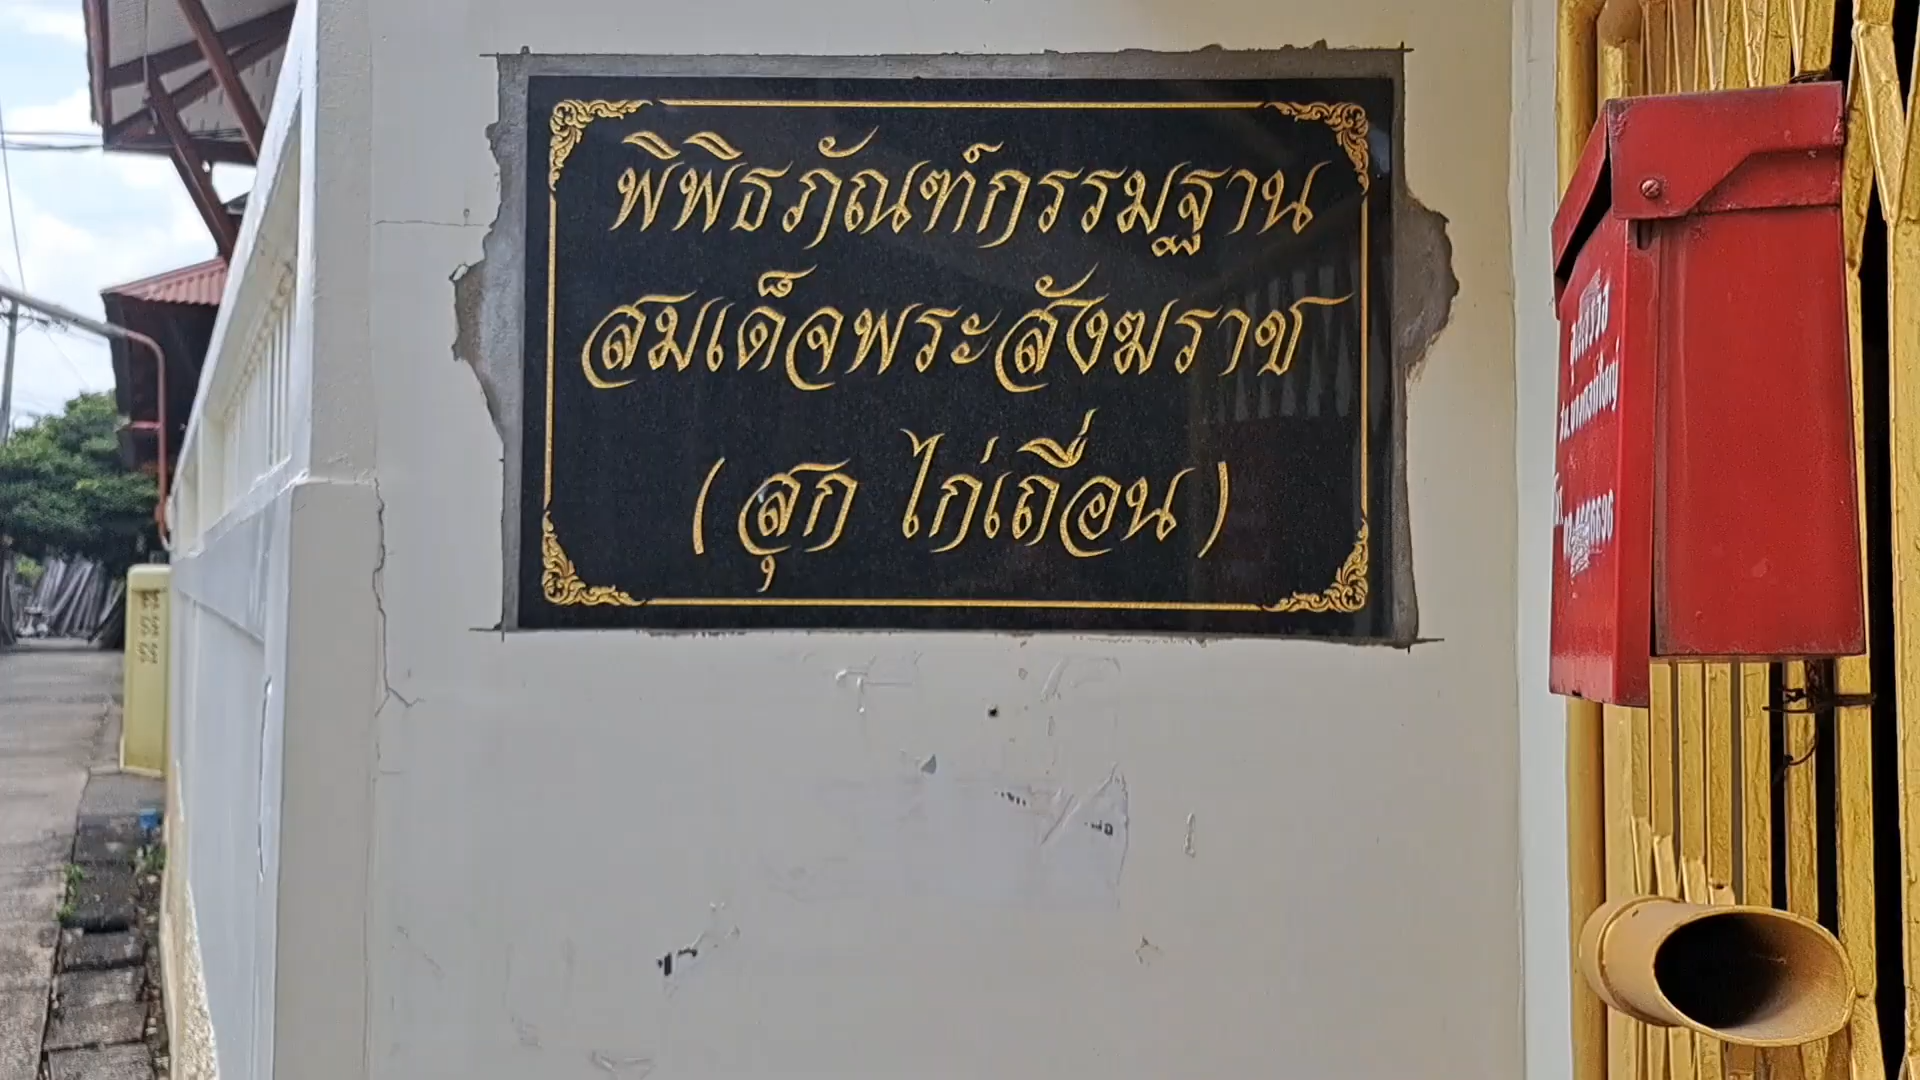 พิพิธภัณฑ์กรรมฐาน
สมเด็จพระสังฆราช
( สุก ไก่เถื่อน )